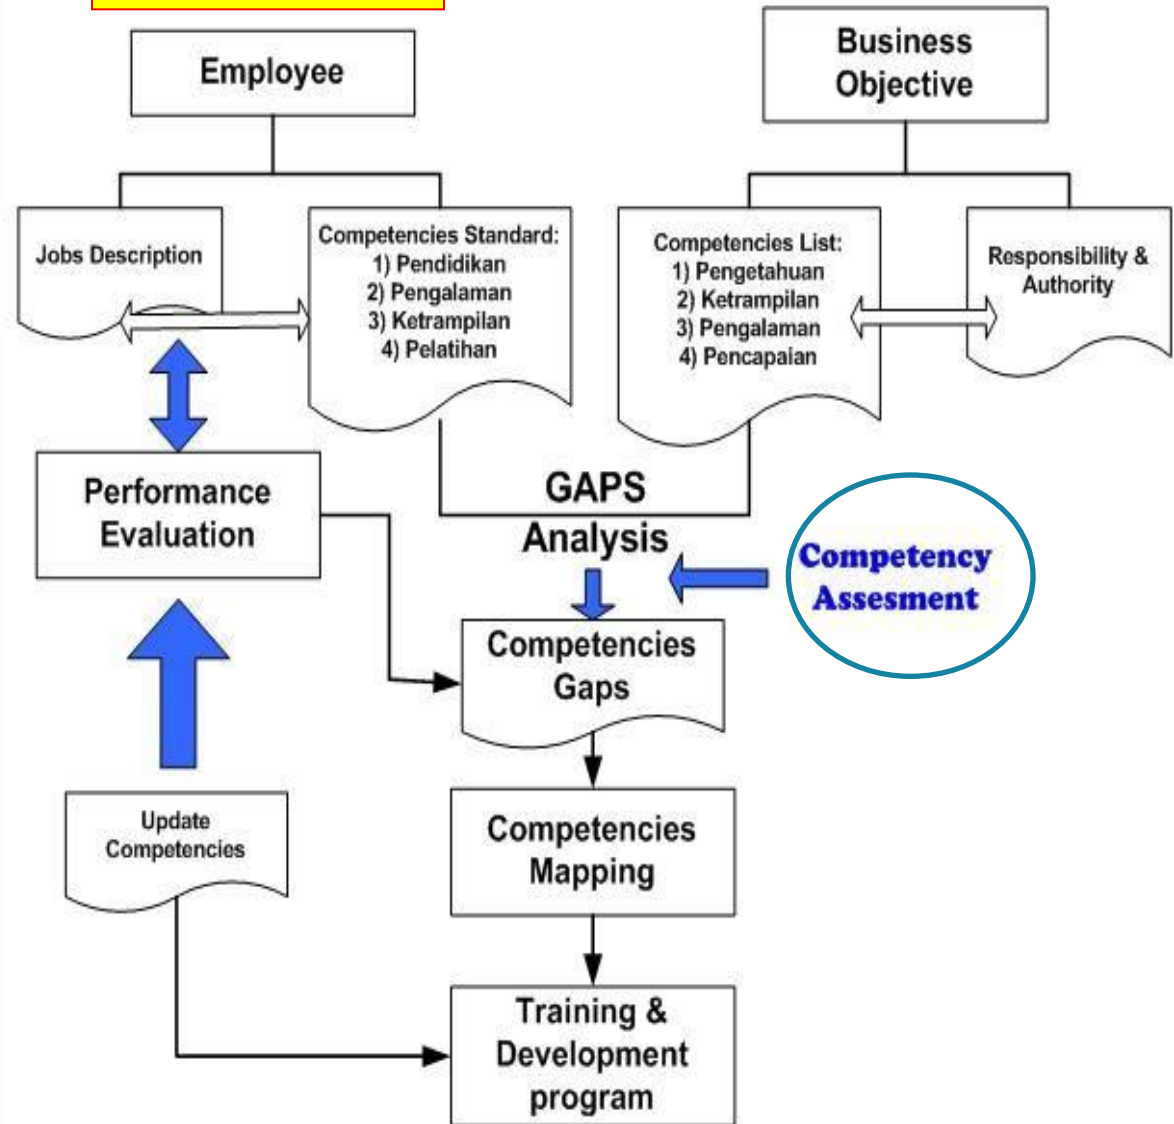 Employee
Business
Objective
Jobs Description
Competencies Standard:
1) Pendidikan
2) Pengalaman
3) Ketrampilan
4) Pelatihan
Competencies List:
1) Pengetahuan
2) Ketrampilan
3) Pengalaman
4) Pencapaian
Responsibility &
Authority
Performance
Evaluation
GAPS
Analysis
Competency
Assesment
Competencies
Gaps
Update
Competencies
Competencies
Mapping
Training &
Development
program